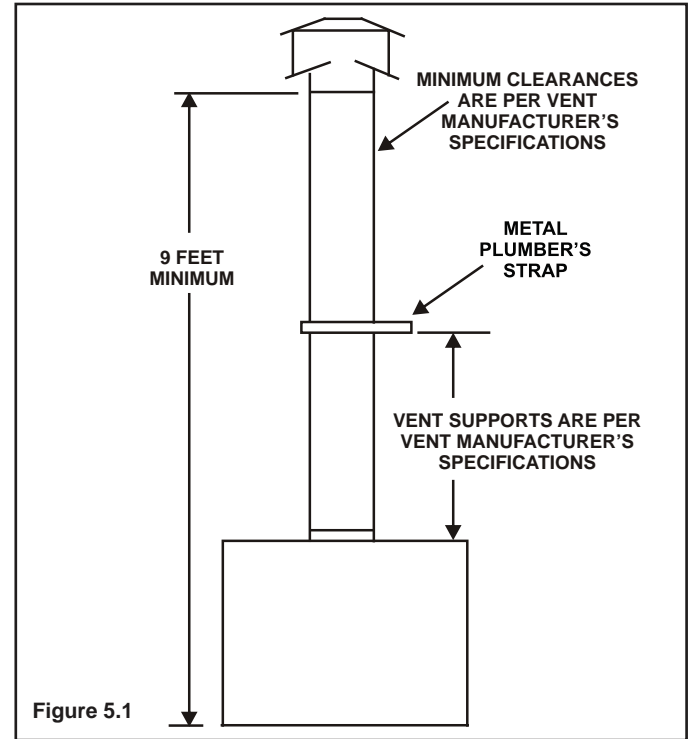 MINIMUM CLEARANCES
ARE PER VENT
MANUFACTURER'S
SPECIFICATIONS
METAL
PLUMBER'S
STRAP
9 FEET
MINIMUM
VENT SUPPORTS ARE PER
VENT MANUFACTURER'S
SPECIFICATIONS
Figure 5.1